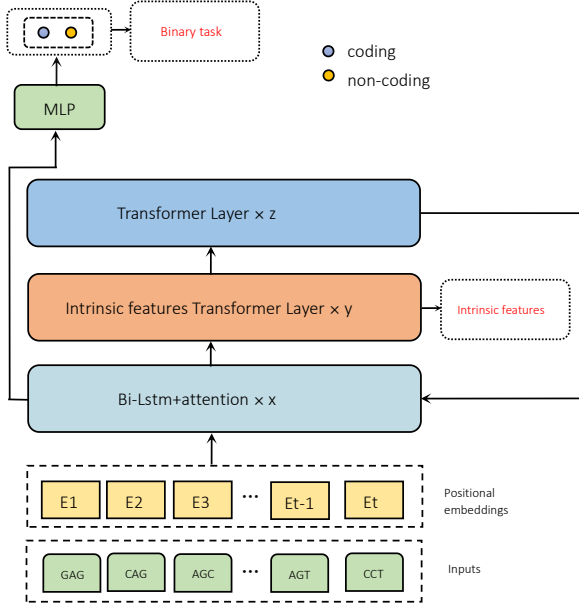 Binary task
coding
non-coding
MLP
Transformer Layer × z
Intrinsic features Transformer Layer × y
Intrinsic features
Bi-Lstm+attention × x
E1 E2 E3 ··· Et-1 Et
Positional
embeddings
GAG CAG AGC ··· AGT CCT
Inputs